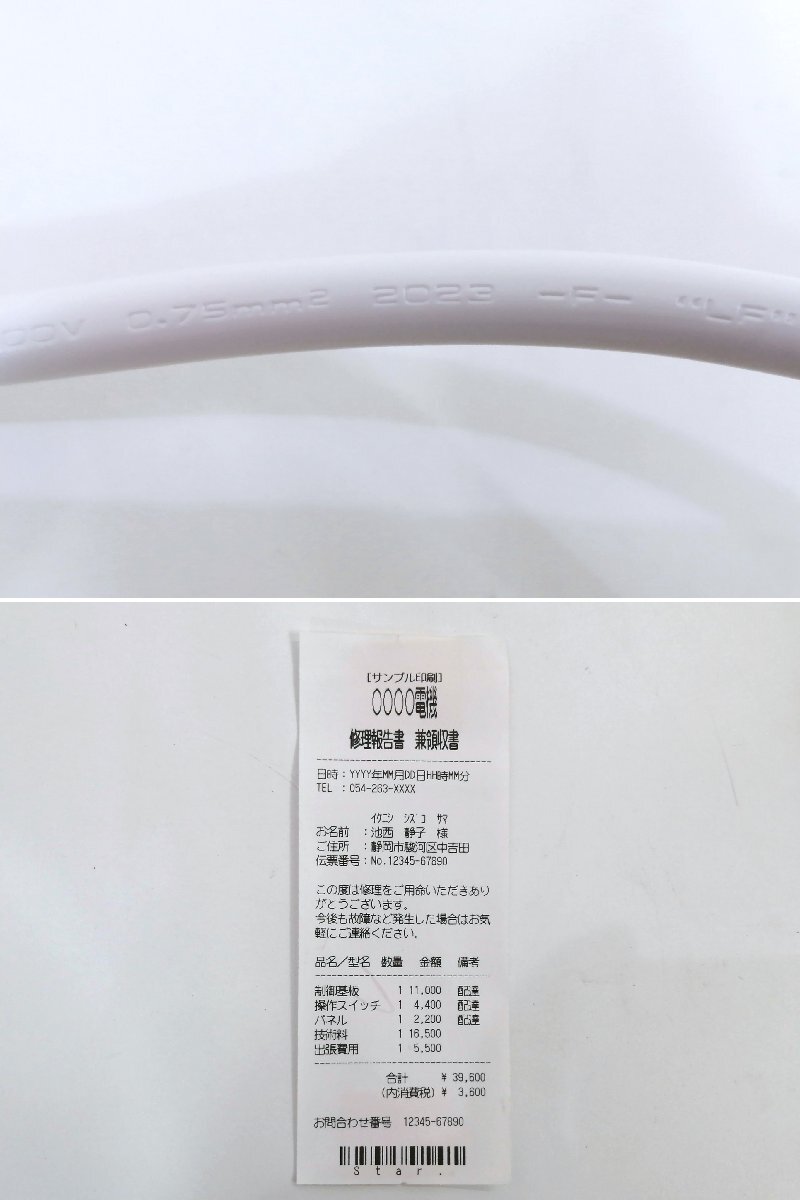 00V 0.75mm² 2023 -F- "LF"
[サンプル印刷]
〇〇〇〇電機
修理報告書 兼領収書
日時:YYYY年MM月DD日HH時MM分
TEL :054-263-XXXX
イケニシ シズコ サマ
お名前 :池西 静子 様
ご住所 :静岡市駿河区中吉田
伝票番号:No.12345-67890
この度は修理をご用命いただきあり
がとうございます。
今後も故障など発生した場合はお気
軽にご連絡ください。
品名/型名 数量 金額 備考
制御基板 1 11,000 配達
操作スイッチ 1 4,400 配達
パネル 1 2,200 配達
技術料 1 16,500
出張費用 1 5,500
合計 ¥ 39,600
(内消費税) ¥ 3,600
お問合わせ番号 12345-67890
Star.